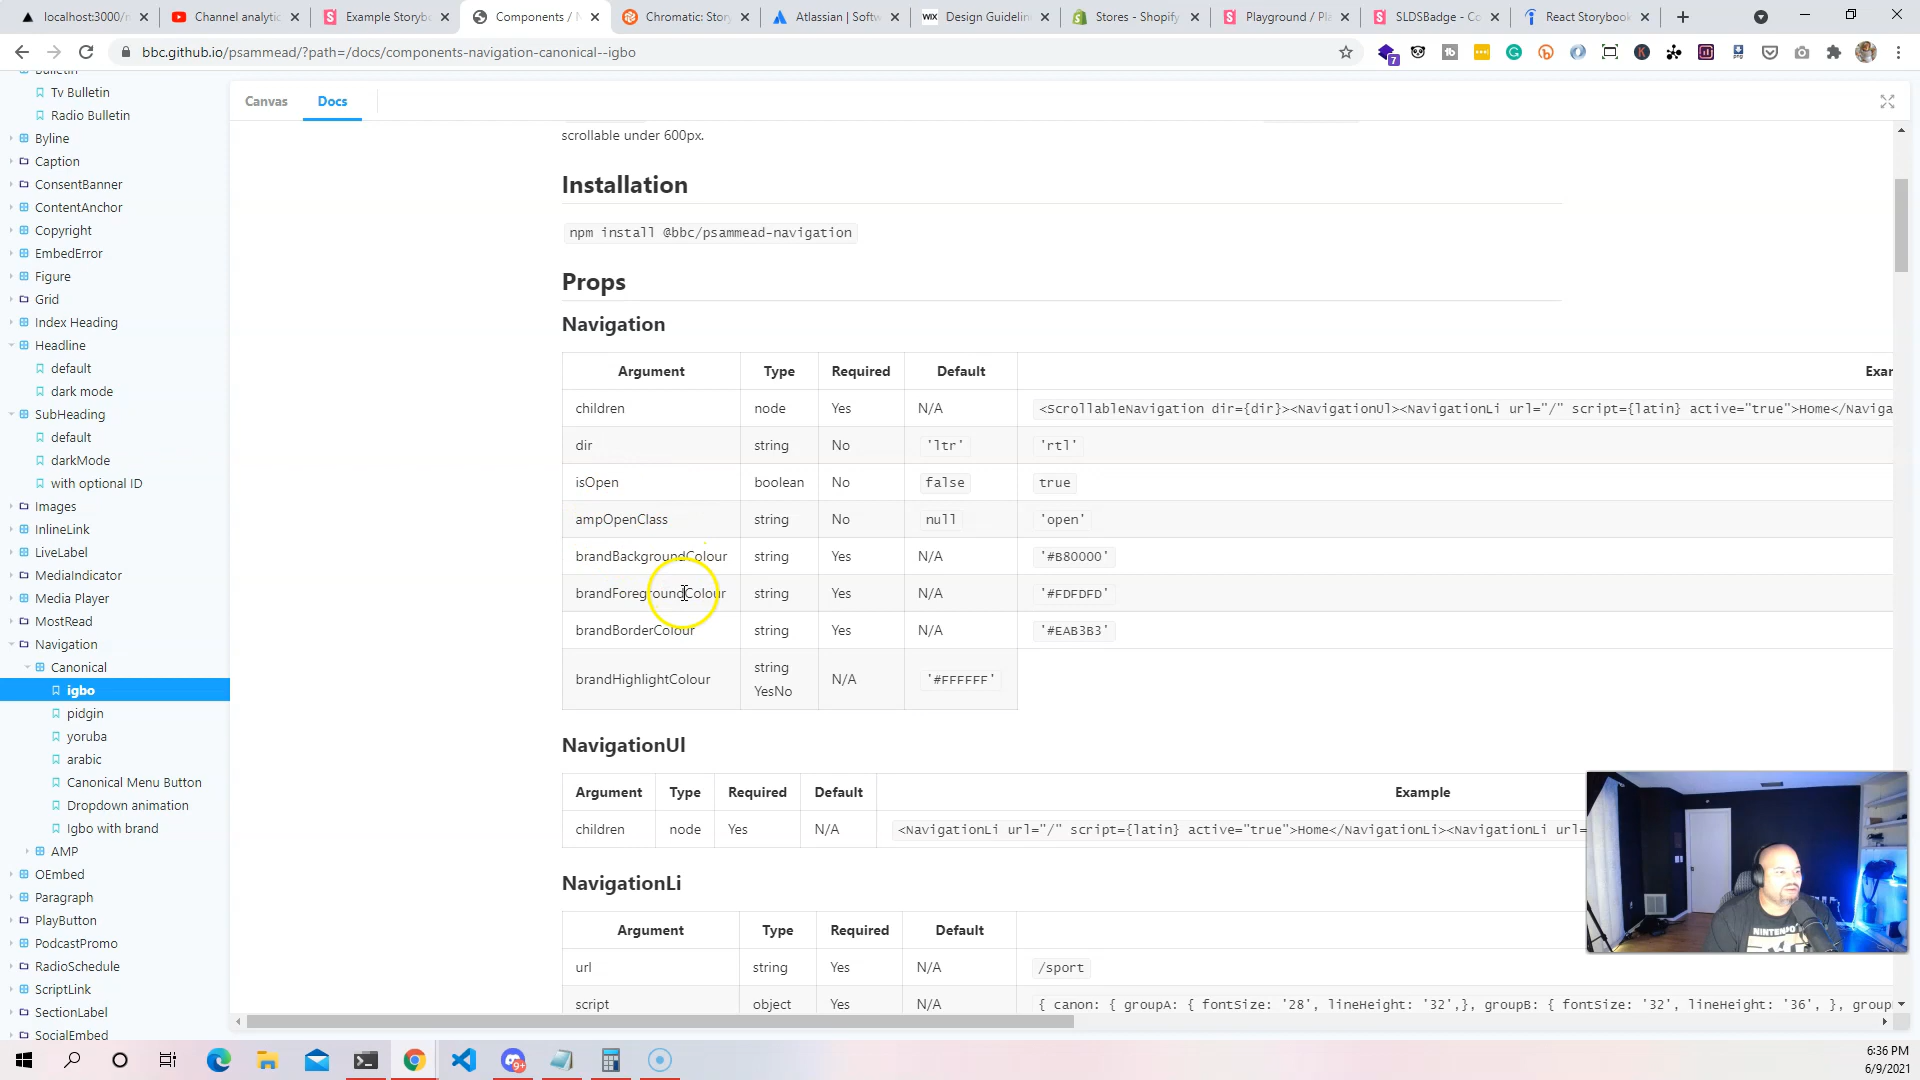 localhost:3000/
Channel analytic
Example Storyb
Components /
Chromatic: Stor
Atlassian | Softw
WIX Design Guidelin
Stores - Shopify
Playground / Pl
SLDSBadge - Co
React Storybook
bbc.github.io/psammead/?path=/docs/components-navigation-canonical--igbo
7
Bulletin
Tv Bulletin
Radio Bulletin
Byline
Caption
ConsentBanner
ContentAnchor
Copyright
EmbedError
Figure
Grid
Index Heading
Headline
default
dark mode
SubHeading
default
darkMode
with optional ID
Images
InlineLink
LiveLabel
MediaIndicator
Media Player
MostRead
Navigation
Canonical
igbo
pidgin
yoruba
arabic
Canonical Menu Button
Dropdown animation
Igbo with brand
AMP
OEmbed
Paragraph
PlayButton
PodcastPromo
RadioSchedule
ScriptLink
SectionLabel
SocialEmbed
Canvas Docs
scrollable under 600px.
Installation
npm install @bbc/psammead-navigation
Props
Navigation
Argument Type Required Default Exar
children node Yes N/A <ScrollableNavigation dir={dir}><NavigationUl><NavigationLi url="/" script={latin} active="true">Home</Naviga
dir string No 'ltr' 'rtl'
isOpen boolean No false true
ampOpenClass string No null 'open'
brandBackgroundColour string Yes N/A '#B80000'
brandForegroundColour string Yes N/A '#FDFDFD'
brandBorderColour string Yes N/A '#EAB3B3'
brandHighlightColour string YesNo N/A '#FFFFFF'
NavigationUl
Argument Type Required Default Example
children node Yes N/A <NavigationLi url="/" script={latin} active="true">Home</NavigationLi><NavigationLi url=
NavigationLi
Argument Type Required Default
url string Yes N/A /sport
script object Yes N/A { canon: { groupA: { fontSize: '28', lineHeight: '32',}, groupB: { fontSize: '32', lineHeight: '36', }, group
NINTENDO
9+
6:36 PM
6/9/2021